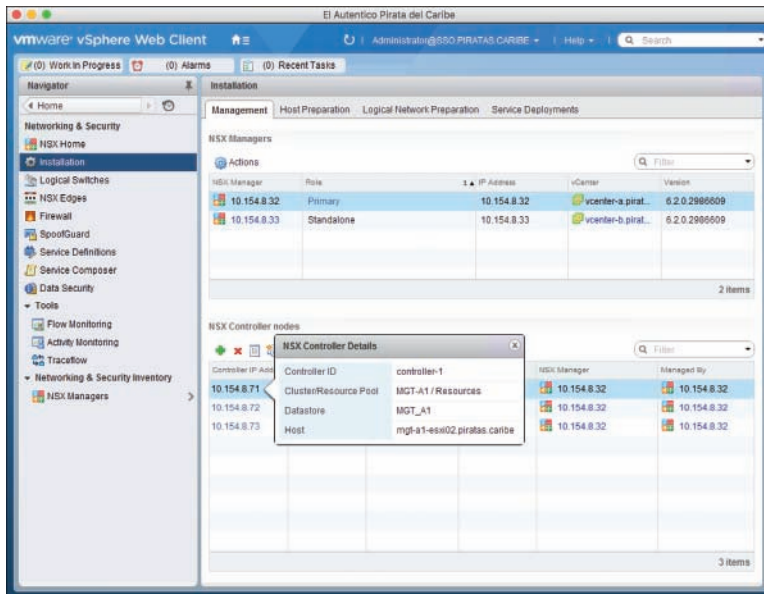 El Autentico Pirata del Caribe
vmware® vSphere Web Client
Administrator@SSO.PIRATAS.CARIBE
Help
Search
(0) Work In Progress
(0) Alarms
(0) Recent Tasks
Navigator
Home
Networking & Security
NSX Home
Installation
Logical Switches
NSX Edges
Firewall
SpoofGuard
Service Definitions
Service Composer
Data Security
Tools
Flow Monitoring
Activity Monitoring
Traceflow
Networking & Security Inventory
NSX Managers
Installation
Management Host Preparation Logical Network Preparation Service Deployments
NSX Managers
Actions
Filter
NSX Manager Role 1 IP Address vCenter Version
10.154.8.32 Primary 10.154.8.32 vcenter-a.pirat... 6.2.0.2986609
10.154.8.33 Standalone 10.154.8.33 vcenter-b.pirat... 6.2.0.2986609
2 items
NSX Controller nodes
Filter
Controller IP Add NSX Manager Managed By
10.154.8.71 10.154.8.32 10.154.8.32
10.154.8.72 10.154.8.32 10.154.8.32
10.154.8.73 10.154.8.32 10.154.8.32
NSX Controller Details
Controller ID controller-1
Cluster/Resource Pool MGT-A1 / Resources
Datastore MGT_A1
Host mgt-a1-esxi02.piratas.caribe
3 items